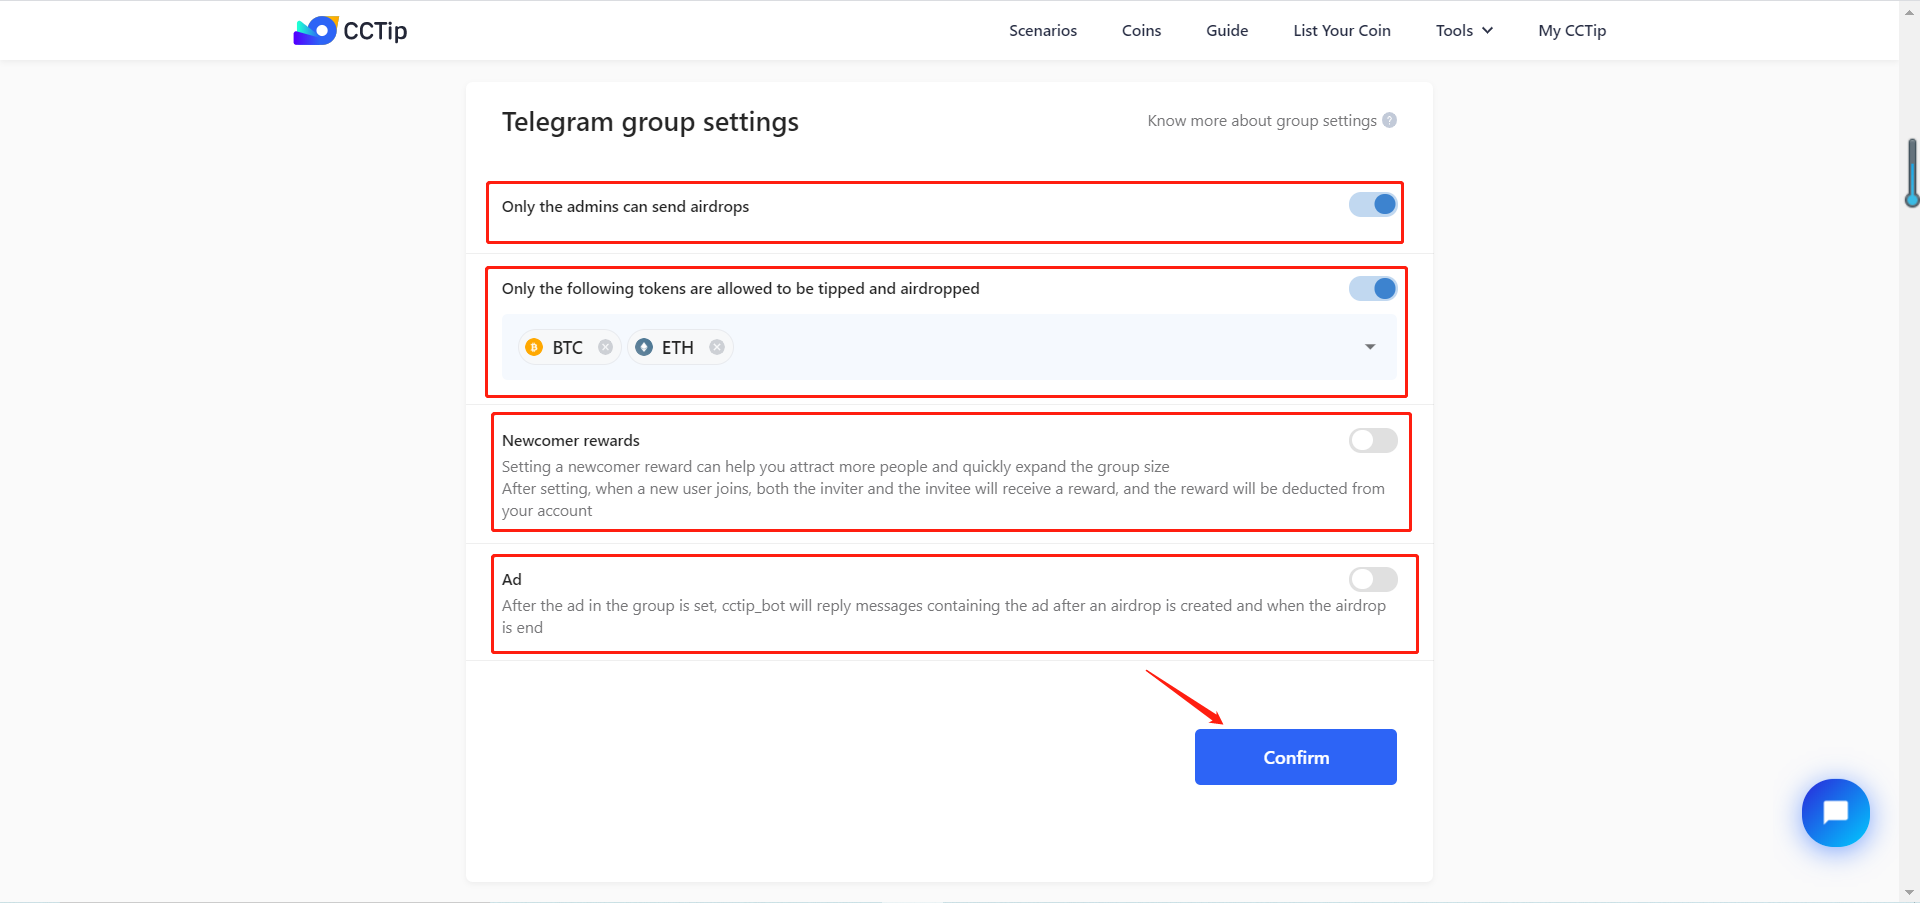 CCTip
Scenarios
Coins
Guide
List Your Coin
Tools
My CCTip
Telegram group settings
Know more about group settings ?
Only the admins can send airdrops
Only the following tokens are allowed to be tipped and airdropped
BTC
ETH
Newcomer rewards
Setting a newcomer reward can help you attract more people and quickly expand the group size
After setting, when a new user joins, both the inviter and the invitee will receive a reward, and the reward will be deducted from
your account
Ad
After the ad in the group is set, cctip_bot will reply messages containing the ad after an airdrop is created and when the airdrop
is end
Confirm